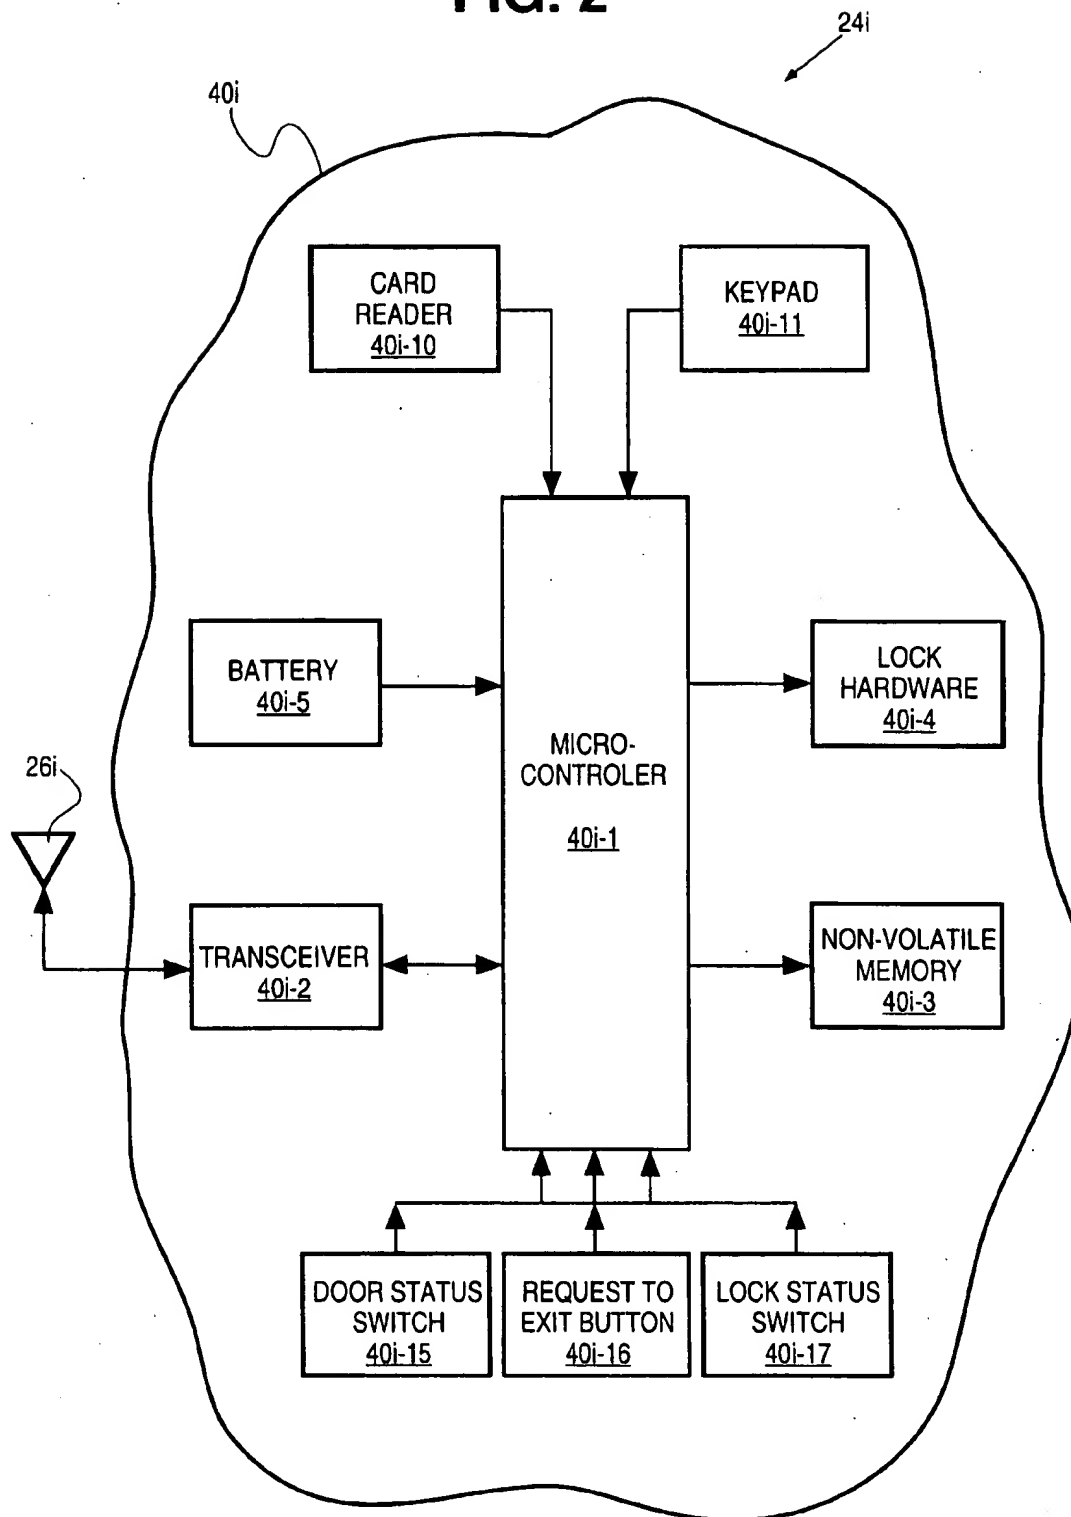 FIG. 2
24i
40i
CARD
READER
40i-10
KEYPAD
40i-11
BATTERY
40i-5
LOCK
HARDWARE
40i-4
MICRO-
CONTROLER
40i-1
26i
TRANSCEIVER
40i-2
NON-VOLATILE
MEMORY
40i-3
DOOR STATUS
SWITCH
40i-15
REQUEST TO
EXIT BUTTON
40i-16
LOCK STATUS
SWITCH
40i-17